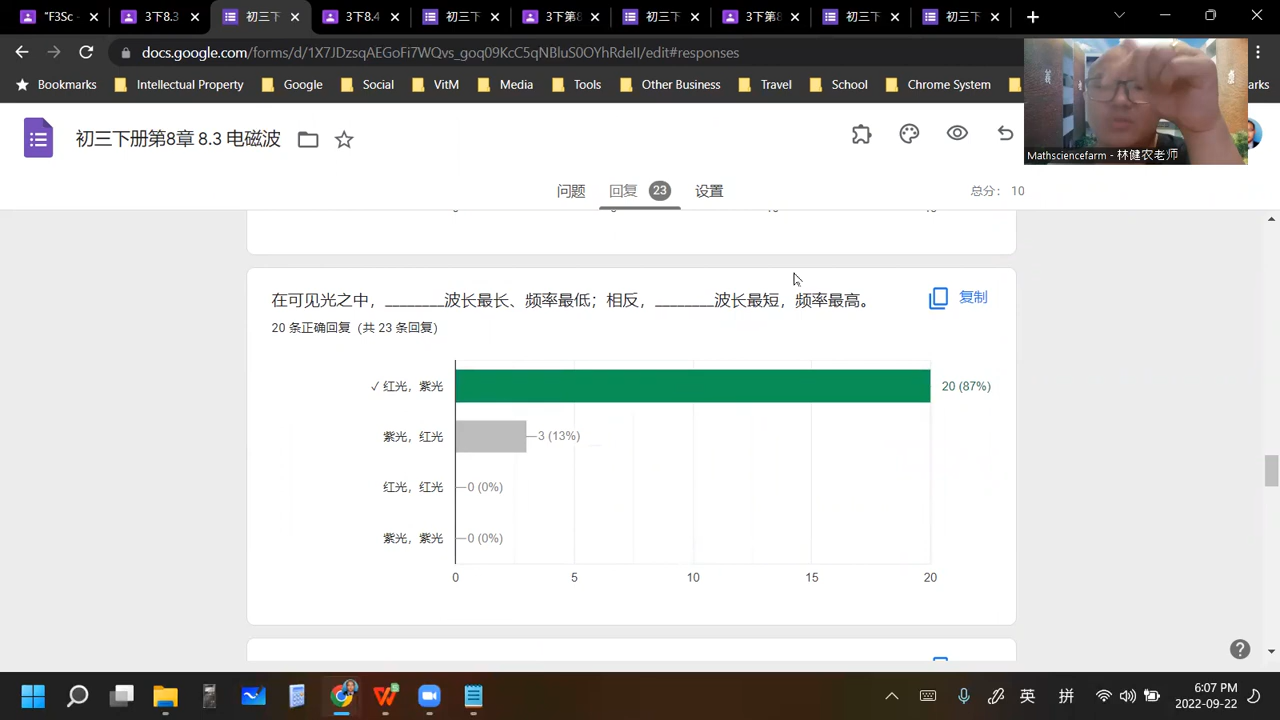 "F3Sc
3下8.3
初三下
3下8.4
初三下
3下第8
初三下
3下第8
初三下
初三下
docs.google.com/forms/d/1X7JDzsqAEGaFi7WQvs_goq09KcC5qNBluS0OYhRdeII/edit#responses
Bookmarks Intellectual Property Google Social VitM Media Tools Other Business Travel School Chrome System arks
初三下册第8章 8.3 电磁波
Mathsciencefarm - 林健农老师
问题 回复 23 设置 总分： 10
在可见光之中，________波长最长、频率最低；相反，________波长最短，频率最高。
复制
20 条正确回复（共 23 条回复）
✓ 红光，紫光 20 (87%)
紫光，红光 3 (13%)
红光，红光 0 (0%)
紫光，紫光 0 (0%)
0 5 10 15 20
英 拼 6:07 PM
2022-09-22